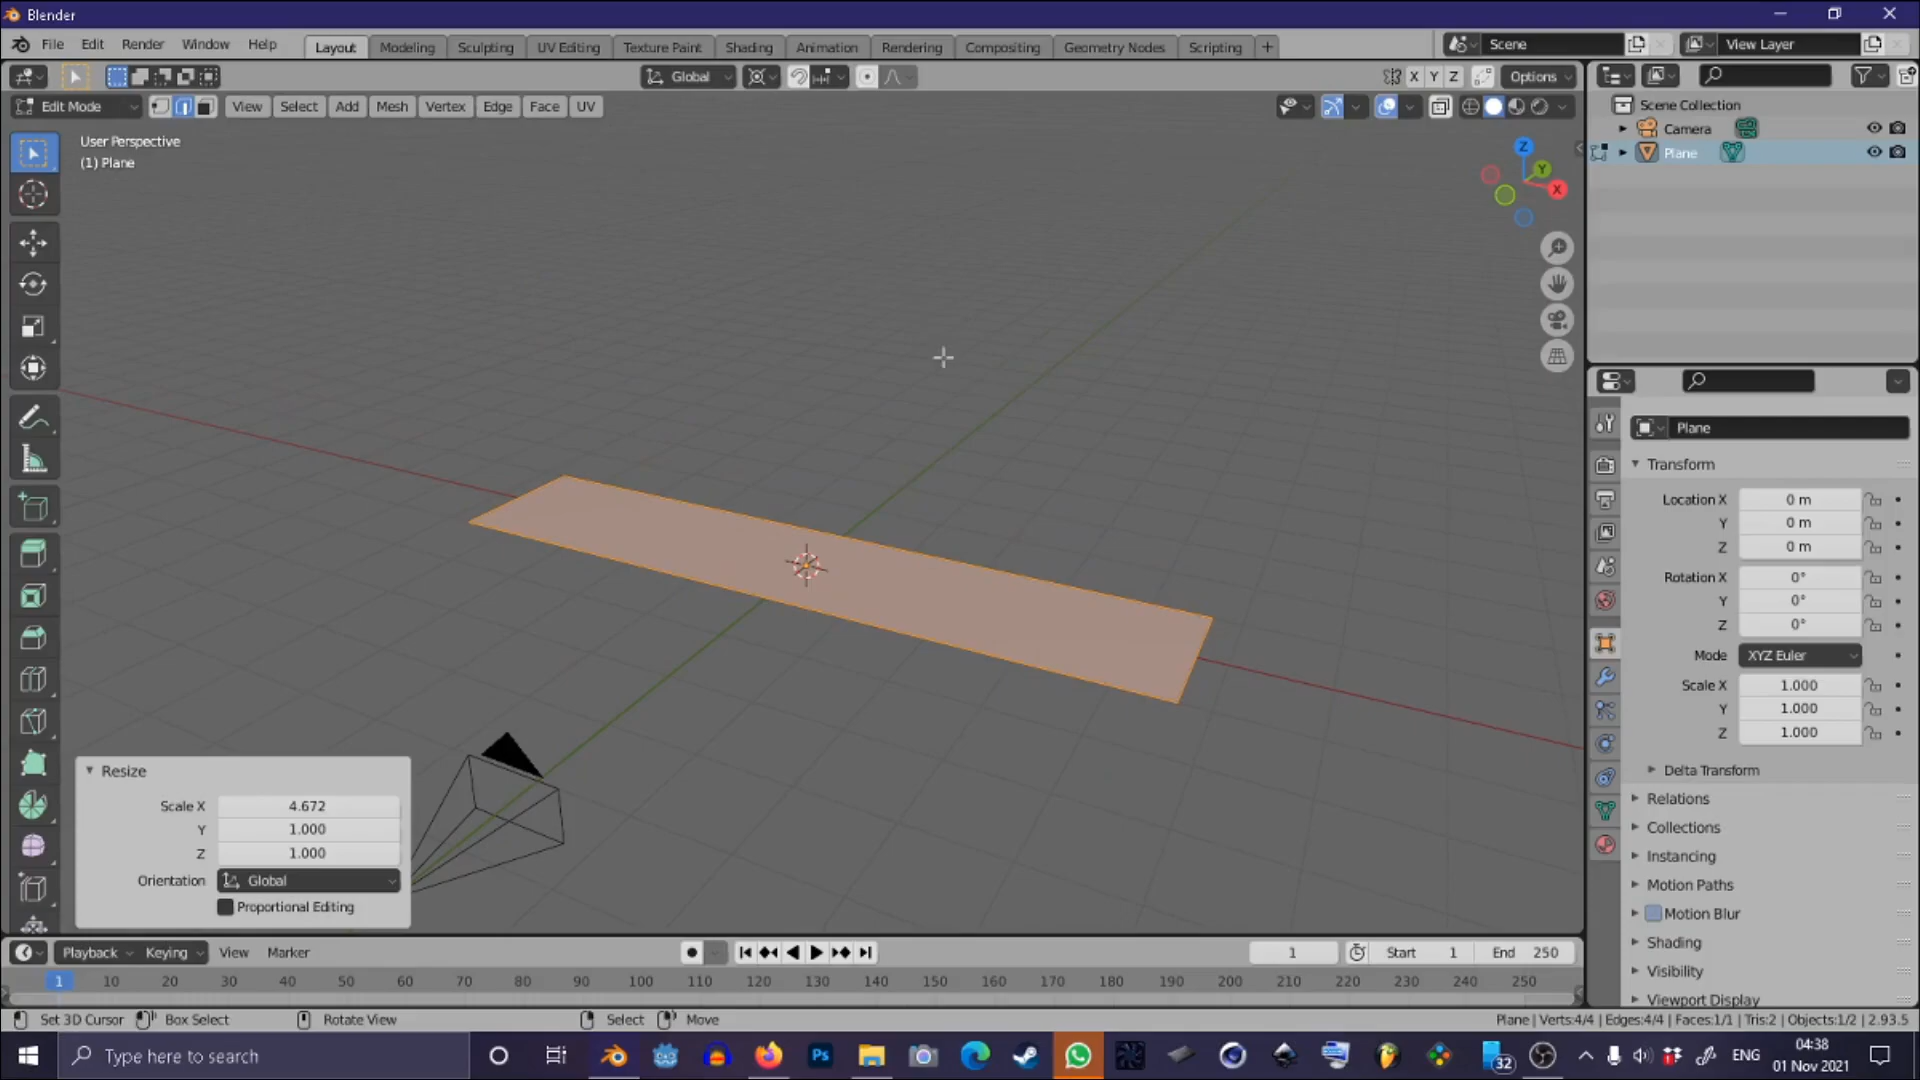 Blender
File Edit Render Window Help Layout Modeling Sculpting UV Editing Texture Paint Shading Animation Rendering Compositing Geometry Nodes Scripting + Scene View Layer
Global X Y Z Options
Edit Mode View Select Add Mesh Vertex Edge Face UV
User Perspective
(1) Plane
Z
Y
X
Scene Collection
Camera
Plane
Plane
Transform
Location X 0 m
Y 0 m
Z 0 m
Rotation X 0°
Y 0°
Z 0°
Mode XYZ Euler
Scale X 1.000
Y 1.000
Z 1.000
Delta Transform
Relations
Collections
Instancing
Motion Paths
Motion Blur
Shading
Visibility
Viewport Display
Resize
Scale X 4.672
Y 1.000
Z 1.000
Orientation Global
Proportional Editing
Playback Keying View Marker 1 Start 1 End 250
1 10 20 30 40 50 60 70 80 90 100 110 120 130 140 150 160 170 180 190 200 210 220 230 240 250
Set 3D Cursor Box Select Rotate View Select Move Plane | Verts:4/4 | Edges:4/4 | Faces:1/1 | Tris:2 | Objects:1/2 | 2.93.5
Type here to search Ps 32 ENG 04:38
01 Nov 2021